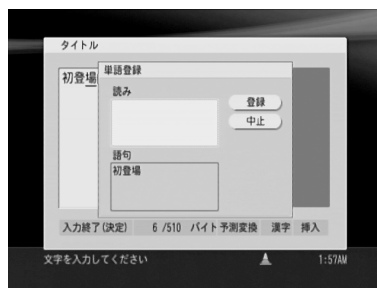 タイトル
初登場
単語登録
読み
登録
中止
語句
初登場
入力終了(決定) 6 /510 バイト予測変換 漢字 挿入
文字を入力してください 1:57AM